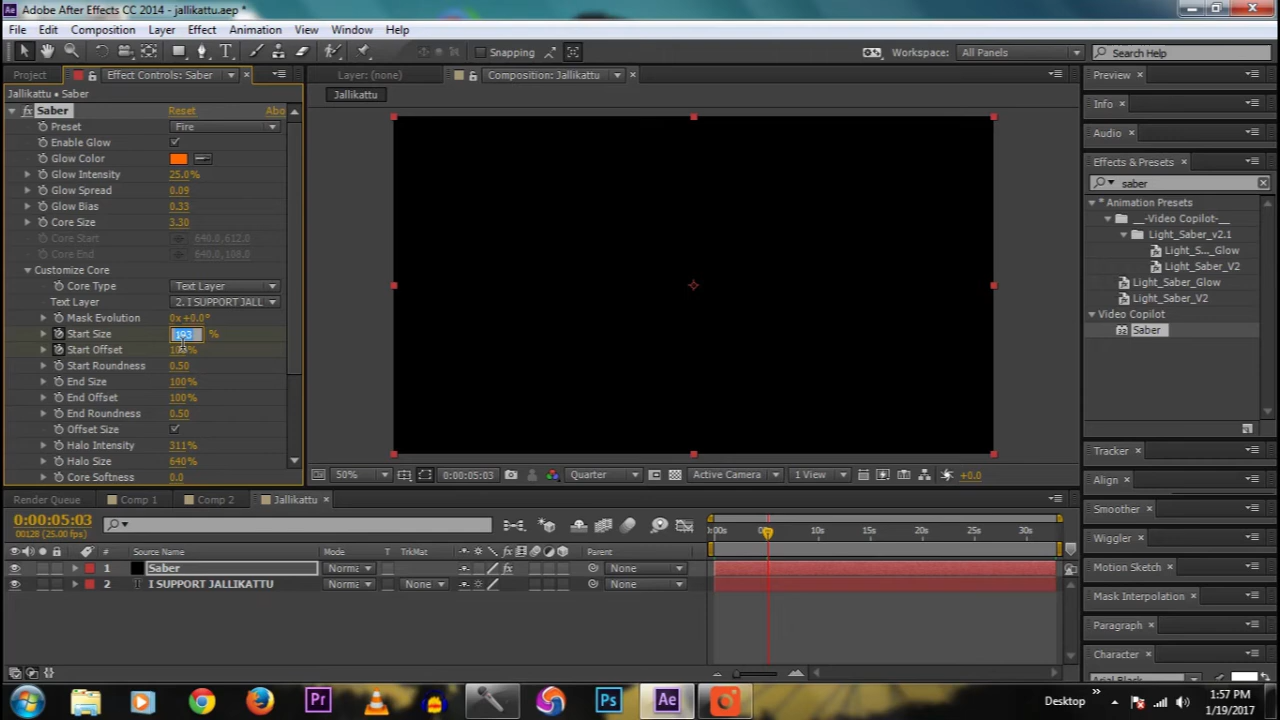 Adobe After Effects CC 2014 - jallikattu.aep *
File Edit Composition Layer Effect Animation View Window Help
Snapping
Workspace: All Panels
Search Help
Project
Effect Controls: Saber
Jallikattu • Saber
fx Saber Reset Abo
Preset Fire
Enable Glow
Glow Color
Glow Intensity 25.0%
Glow Spread 0.09
Glow Bias 0.33
Core Size 3.30
Core Start 640.0,612.0
Core End 640.0,108.0
Customize Core
Core Type Text Layer
Text Layer 2. I SUPPORT JALL
Mask Evolution 0x+0.0°
Start Size 193 %
Start Offset
Start Roundness 0.50
End Size 100%
End Offset 100%
End Roundness 0.50
Offset Size
Halo Intensity 311%
Halo Size 640%
Core Softness 0.0
Layer: (none)
Composition: Jallikattu
Jallikattu
50% 0:00:05:03 Quarter Active Camera 1 View +0.0
Preview
Info
Audio
Effects & Presets
saber
* Animation Presets
__-Video Copilot-__
Light_Saber_v2.1
Light_S..._Glow
Light_Saber_V2
Light_Saber_Glow
Light_Saber_V2
Video Copilot
Saber
Tracker
Align
Smoother
Wiggler
Motion Sketch
Mask Interpolation
Paragraph
Character
Render Queue Comp 1 Comp 2 Jallikattu
0:00:05:03
00128 (25.00 fps)
# Source Name Mode T TrkMat fx Parent
1 Saber Norma fx None
2 T I SUPPORT JALLIKATTU Norma None None
10s 15s 20s 25s 30s
Pr Ps Ae
Desktop
1:57 PM
1/19/2017